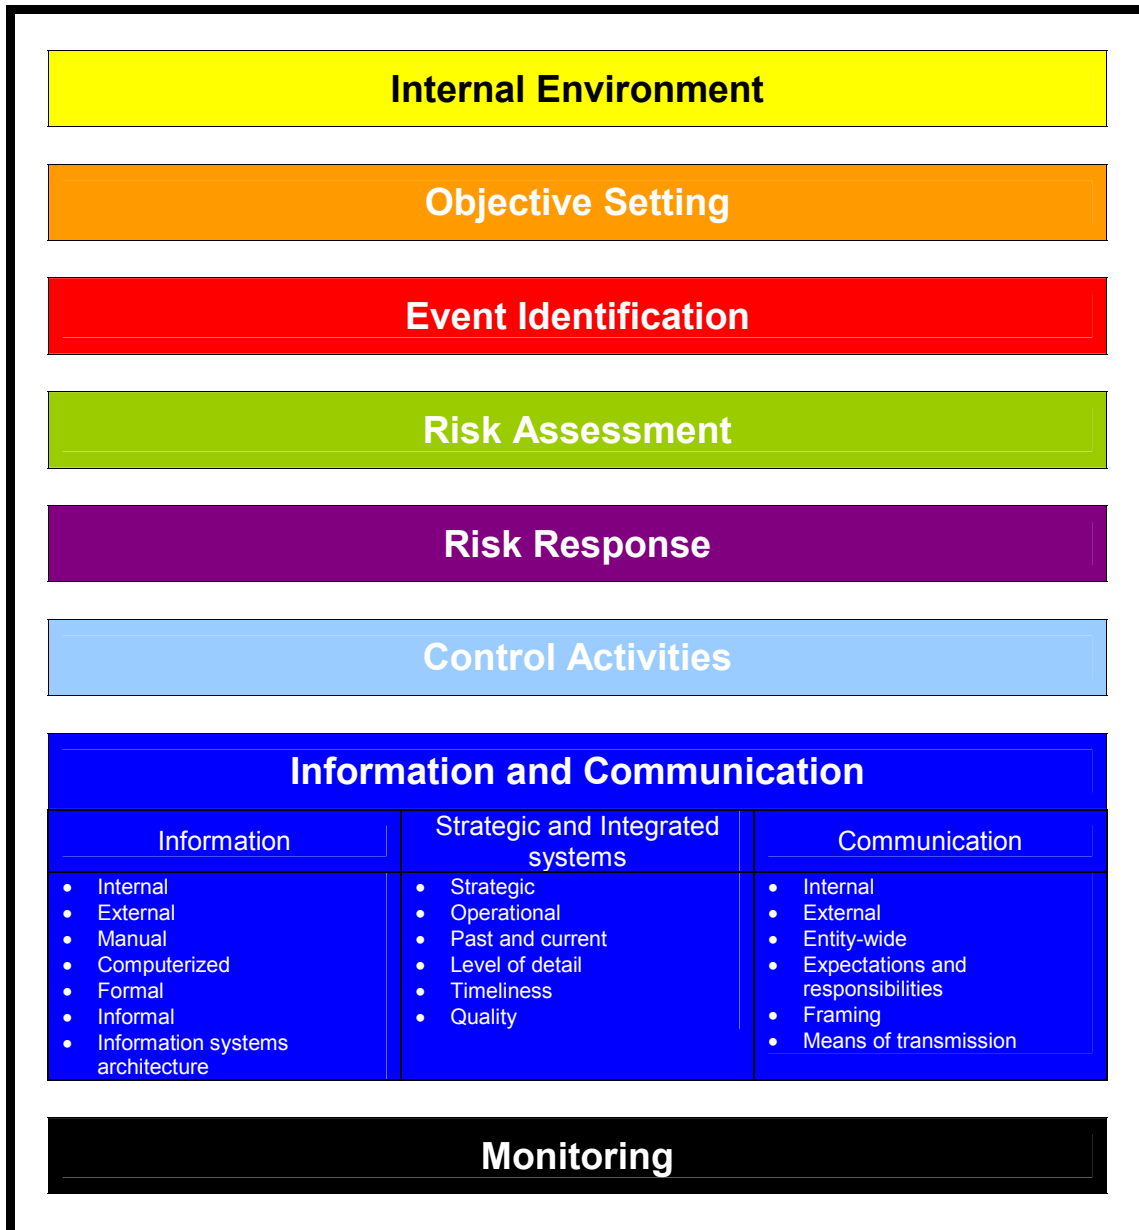 Internal Environment
Objective Setting
Event Identification
Risk Assessment
Risk Response
Control Activities
Information and Communication
Information
Strategic and Integrated
systems
Communication
• Internal
• External
• Manual
• Computerized
• Formal
• Informal
• Information systems
architecture
• Strategic
• Operational
• Past and current
• Level of detail
• Timeliness
• Quality
• Internal
• External
• Entity-wide
• Expectations and
responsibilities
• Framing
• Means of transmission
Monitoring